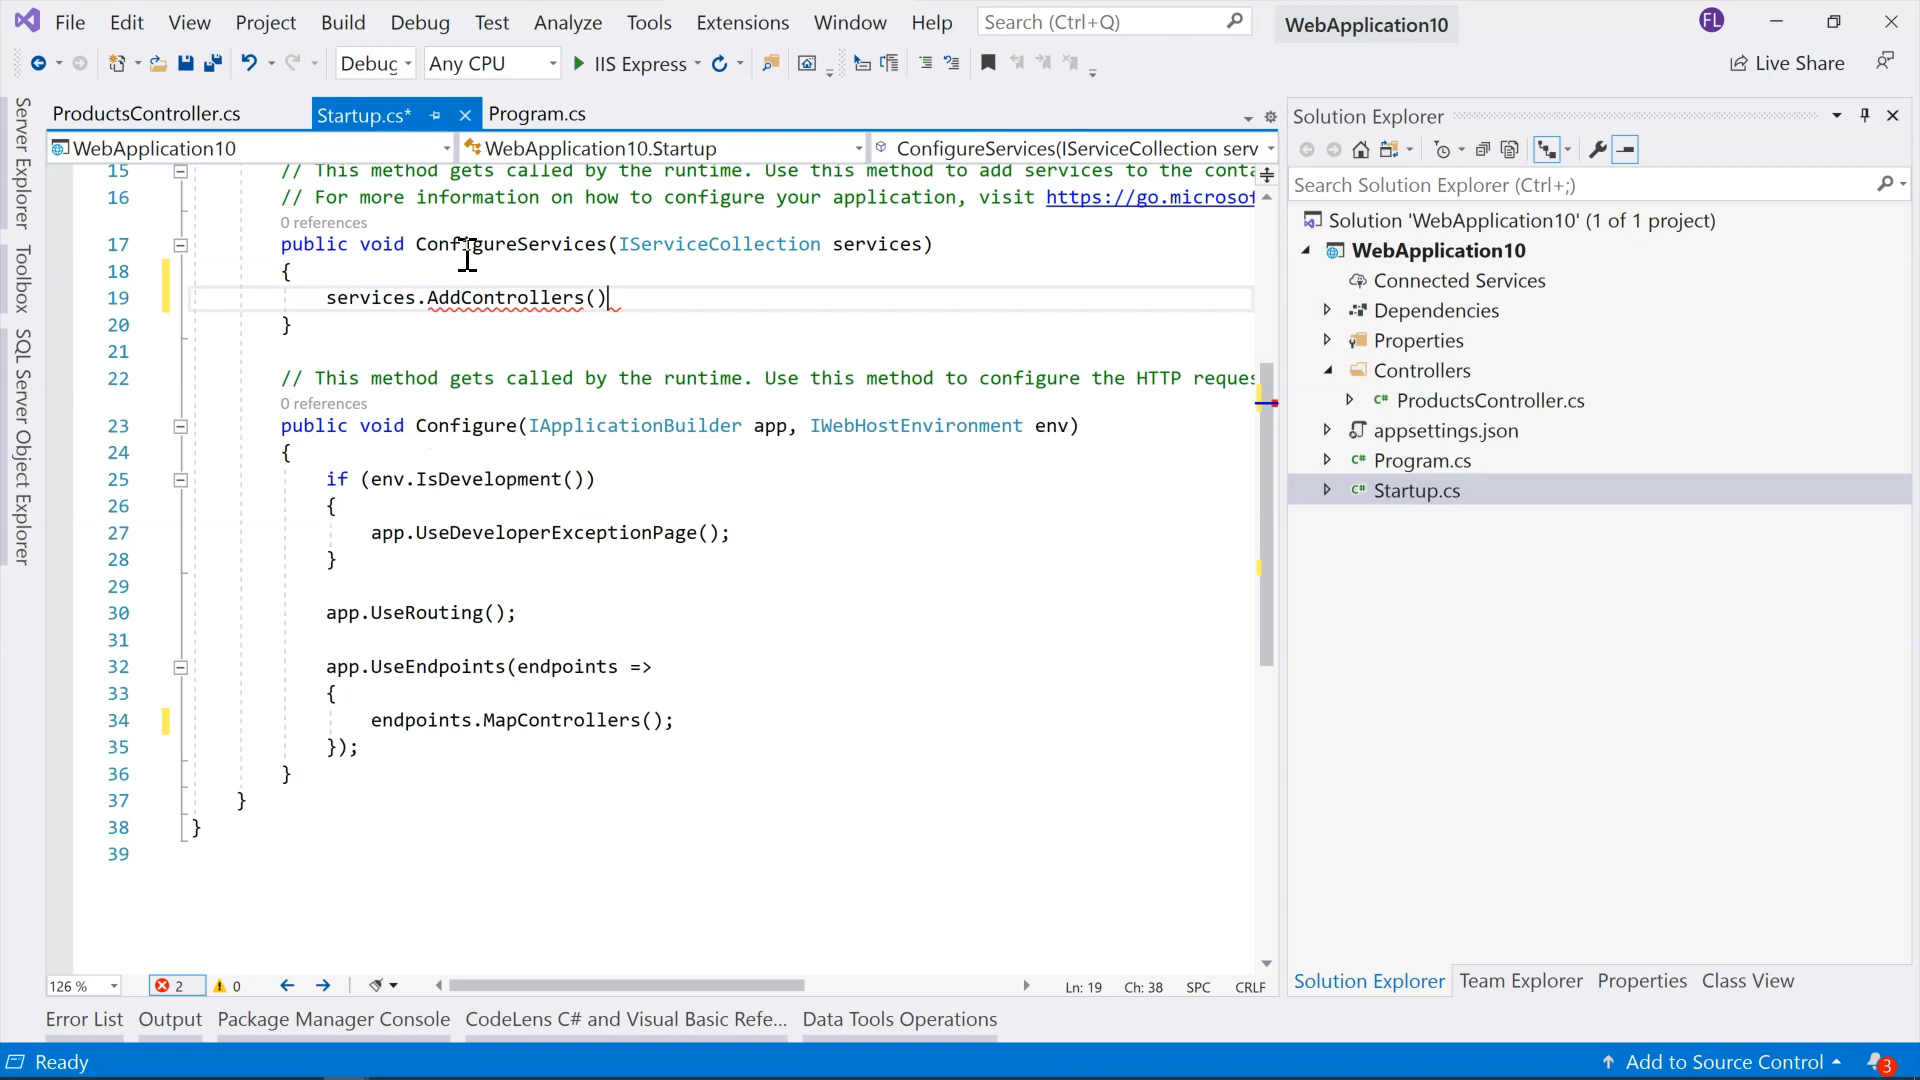 File Edit View Project Build Debug Test Analyze Tools Extensions Window Help Search (Ctrl+Q) WebApplication10 FL
Debug Any CPU IIS Express Live Share
Server Explorer
Toolbox
SQL Server Object Explorer
ProductsController.cs Startup.cs* Program.cs
WebApplication10 WebApplication10.Startup ConfigureServices(IServiceCollection serv
15 // This method gets called by the runtime. Use this method to add services to the conta
16 // For more information on how to configure your application, visit https://go.microsof
0 references
17 public void ConfigureServices(IServiceCollection services)
18 {
19 services.AddControllers()
20 }
21
22 // This method gets called by the runtime. Use this method to configure the HTTP reques
0 references
23 public void Configure(IApplicationBuilder app, IWebHostEnvironment env)
24 {
25 if (env.IsDevelopment())
26 {
27 app.UseDeveloperExceptionPage();
28 }
29
30 app.UseRouting();
31
32 app.UseEndpoints(endpoints =>
33 {
34 endpoints.MapControllers();
35 });
36 }
37 }
38 }
39
126 % 2 0 Ln: 19 Ch: 38 SPC CRLF
Error List Output Package Manager Console CodeLens C# and Visual Basic Refe... Data Tools Operations
Solution Explorer
Search Solution Explorer (Ctrl+;)
Solution 'WebApplication10' (1 of 1 project)
WebApplication10
Connected Services
Dependencies
Properties
Controllers
C# ProductsController.cs
appsettings.json
C# Program.cs
C# Startup.cs
Solution Explorer Team Explorer Properties Class View
Ready Add to Source Control 3